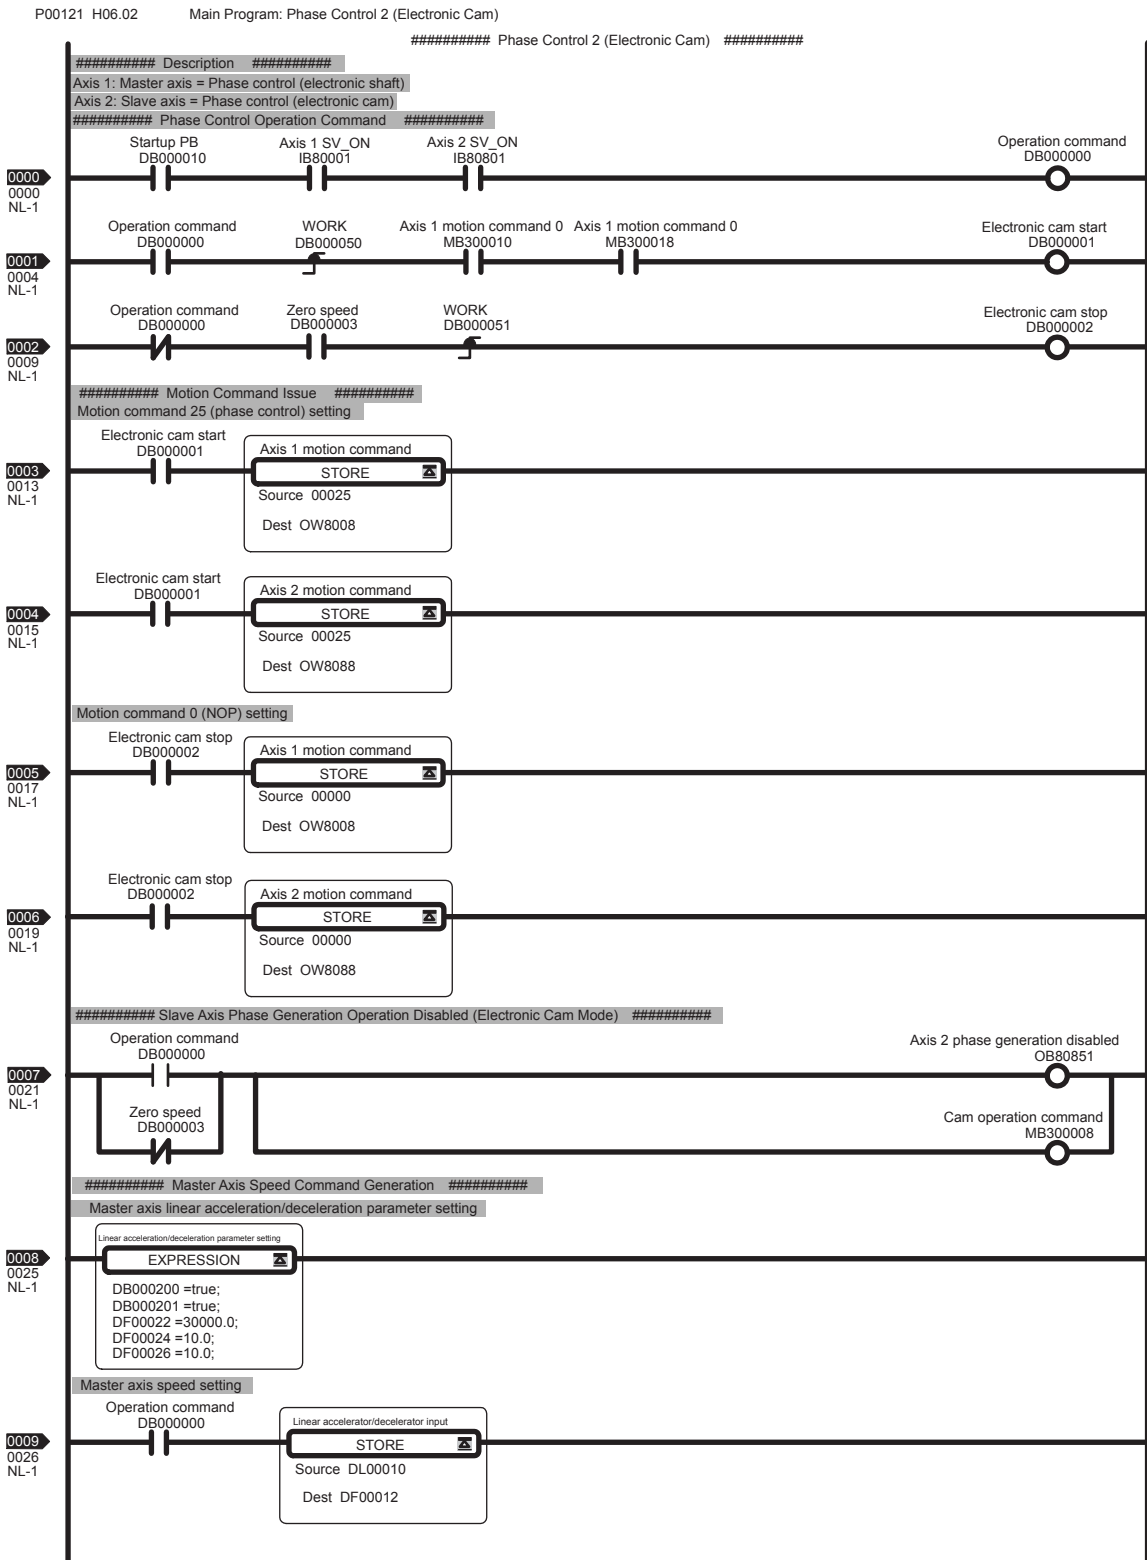 P00121 H06.02 Main Program: Phase Control 2 (Electronic Cam)
########## Phase Control 2 (Electronic Cam) ##########
########## Description ##########
Axis 1: Master axis = Phase control (electronic shaft)
Axis 2: Slave axis = Phase control (electronic cam)
########## Phase Control Operation Command ##########
Startup PB Axis 1 SV_ON Axis 2 SV_ON Operation command
DB000010 IB80001 IB80801 DB000000
0000
0000
NL-1
Operation command WORK Axis 1 motion command 0 Axis 1 motion command 0 Electronic cam start
DB000000 DB000050 MB300010 MB300018 DB000001
0001
0004
NL-1
Operation command Zero speed WORK Electronic cam stop
DB000000 DB000003 DB000051 DB000002
0002
0009
NL-1
########## Motion Command Issue ##########
Motion command 25 (phase control) setting
Electronic cam start
DB000001 Axis 1 motion command
0003 STORE
0013
NL-1
Source 00025
Dest OW8008
Electronic cam start
DB000001 Axis 2 motion command
0004 STORE
0015
NL-1
Source 00025
Dest OW8088
Motion command 0 (NOP) setting
Electronic cam stop
DB000002 Axis 1 motion command
0005 STORE
0017
NL-1
Source 00000
Dest OW8008
Electronic cam stop
DB000002 Axis 2 motion command
0006 STORE
0019
NL-1
Source 00000
Dest OW8088
########## Slave Axis Phase Generation Operation Disabled (Electronic Cam Mode) ##########
Operation command Axis 2 phase generation disabled
DB000000 OB80851
0007
0021
NL-1
Zero speed Cam operation command
DB000003 MB300008
########## Master Axis Speed Command Generation ##########
Master axis linear acceleration/deceleration parameter setting
Linear acceleration/deceleration parameter setting
0008 EXPRESSION
0025
NL-1
DB000200 =true;
DB000201 =true;
DF00022 =30000.0;
DF00024 =10.0;
DF00026 =10.0;
Master axis speed setting
Operation command
DB000000 Linear accelerator/decelerator input
0009 STORE
0026
NL-1
Source DL00010
Dest DF00012